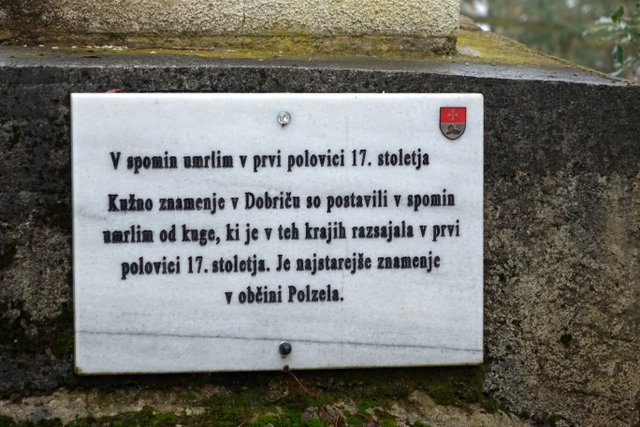 V spomin umrlim v prvi polovici 17. stoletja
Kužno znamenje v Dobriču so postavili v spomin
umrlim od kuge, ki je v teh krajih razsajala v prvi
polovici 17. stoletja. Je najstarejše znamenje
v občini Polzela.